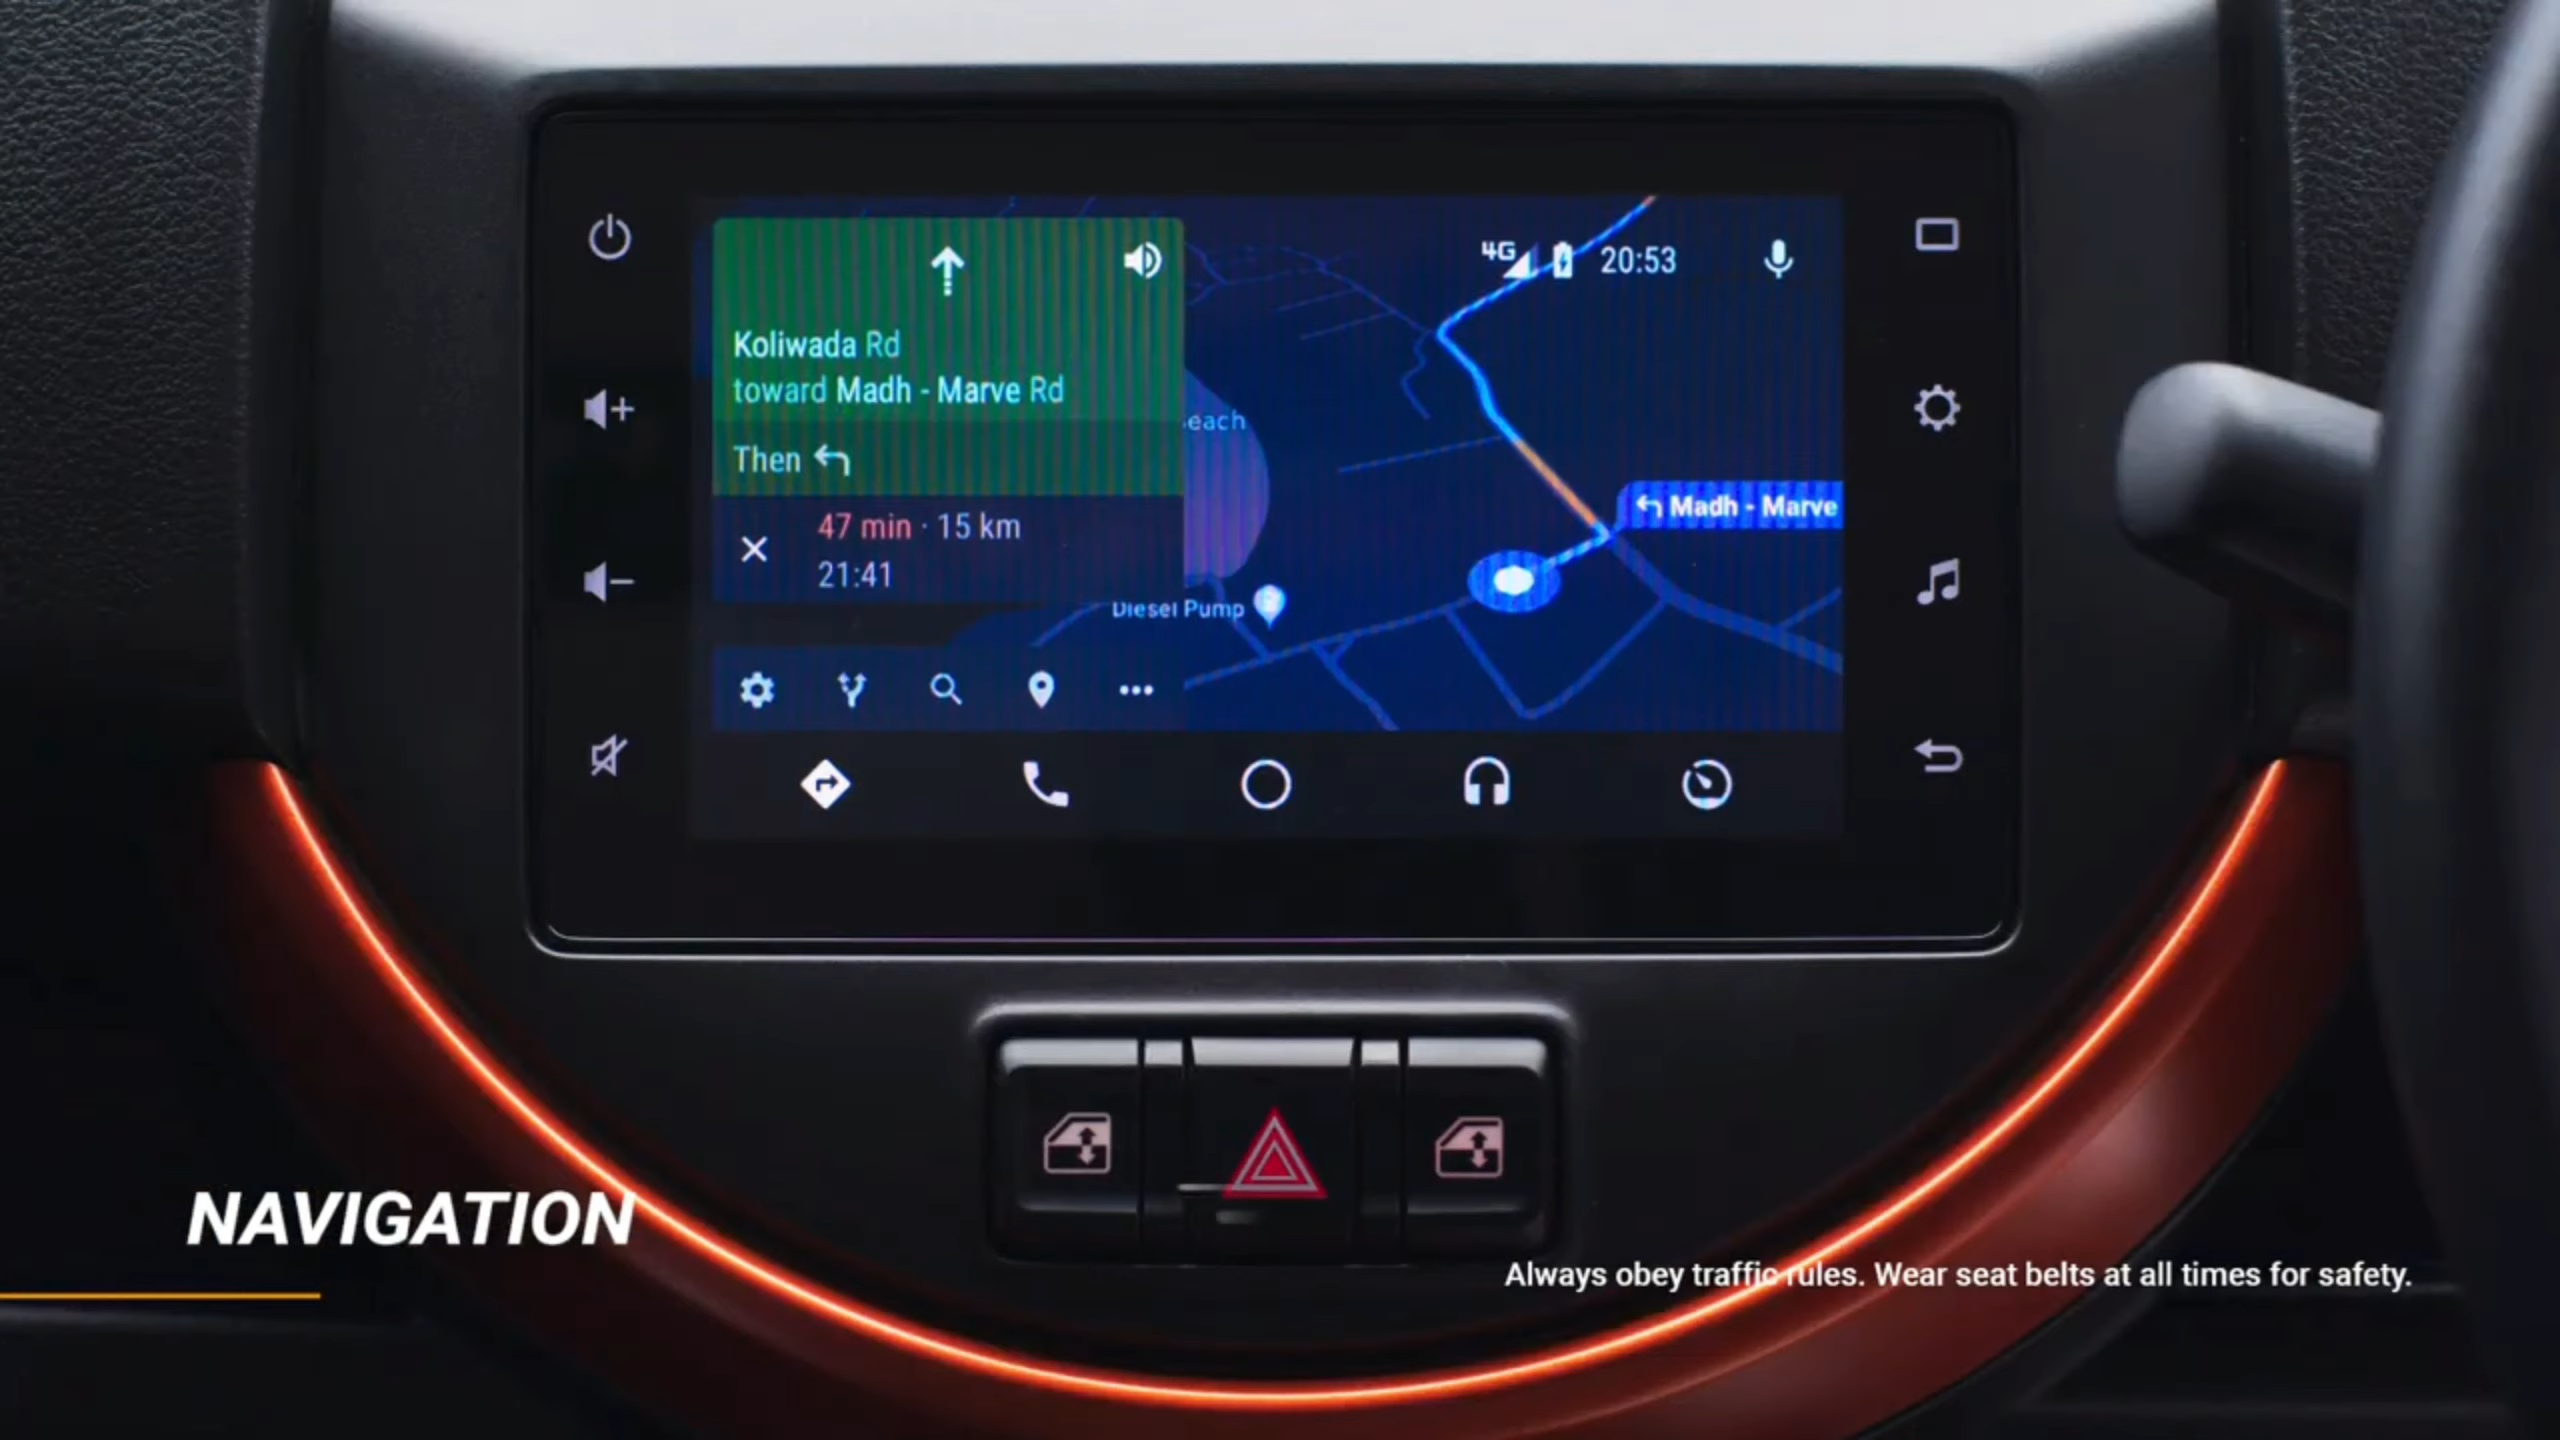 4G 20:53
Koliwada Rd
toward Madh - Marve Rd
Then
47 min · 15 km
21:41
each
Madh - Marve
Diesel Pump
NAVIGATION
Always obey traffic rules. Wear seat belts at all times for safety.